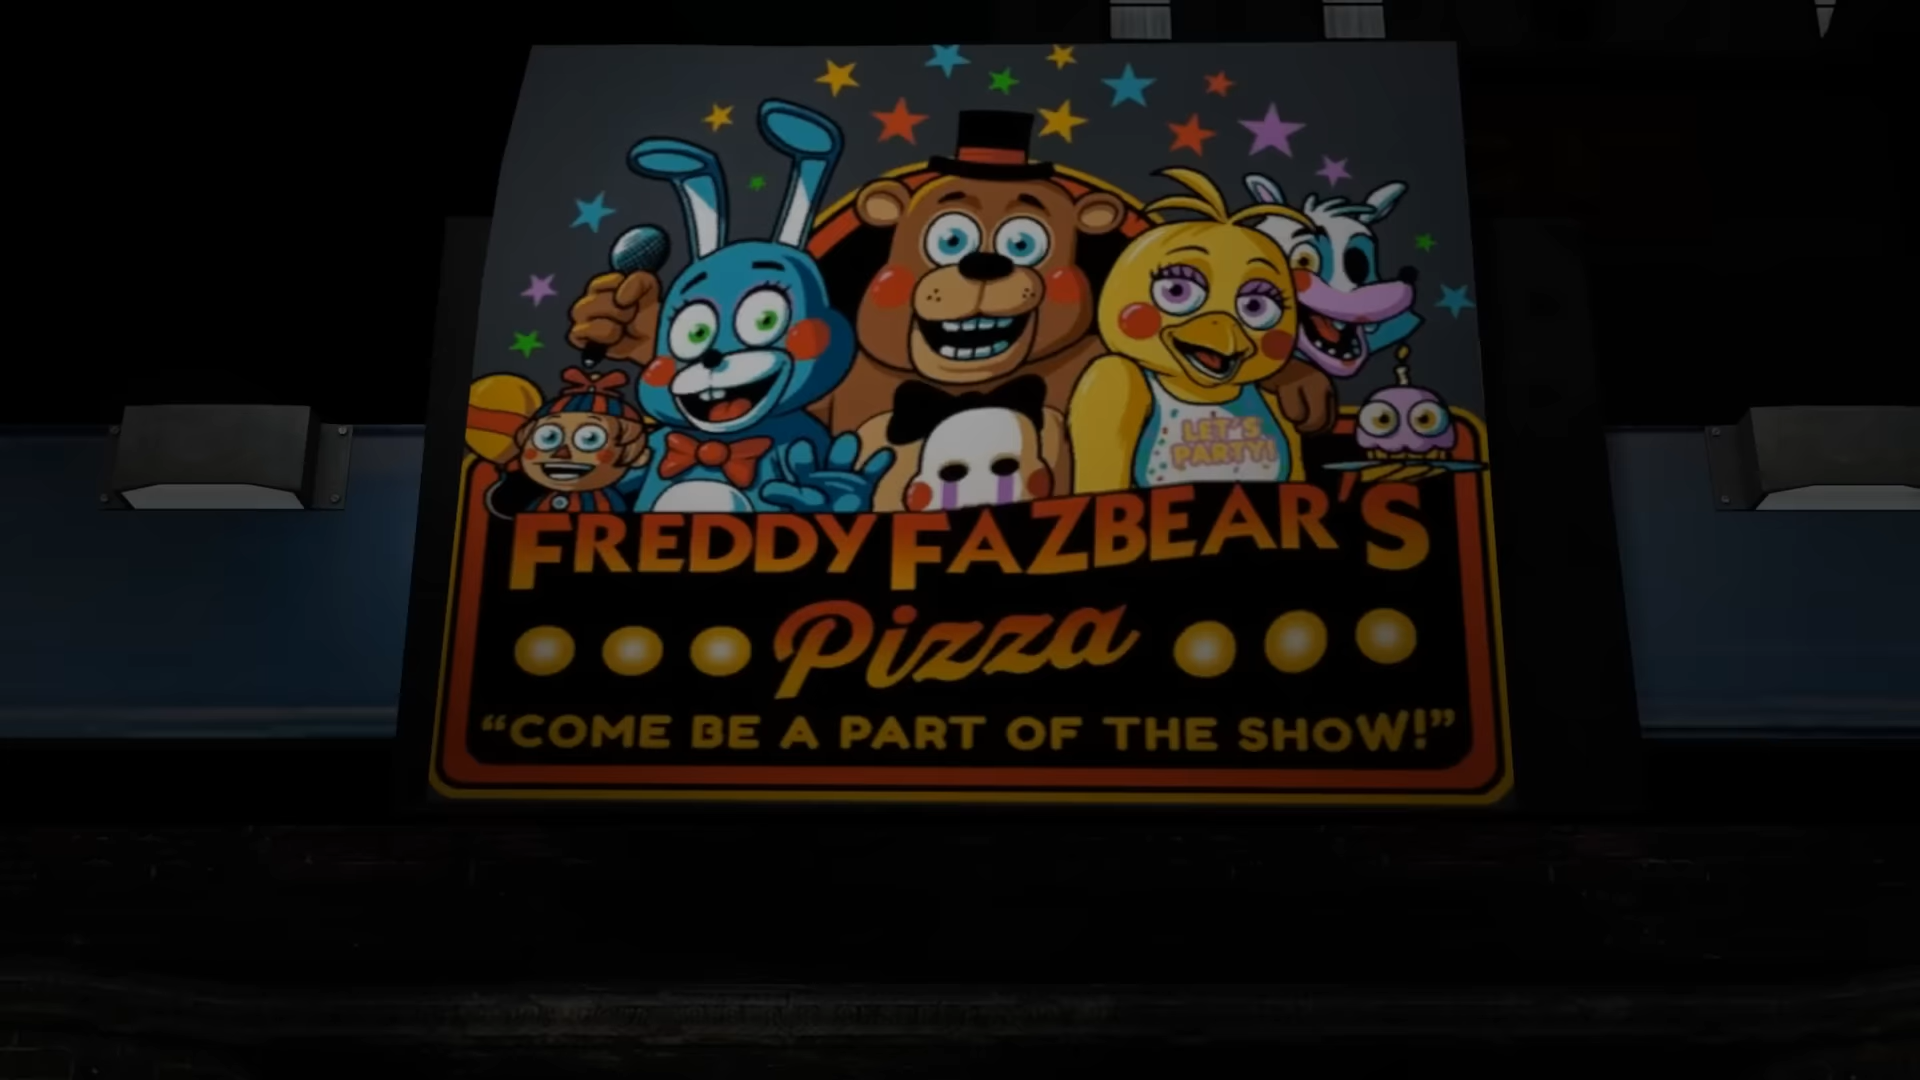 LET'S
PARTY!
FREDDY FAZBEAR'S
Pizza
“COME BE A PART OF THE SHOW!”